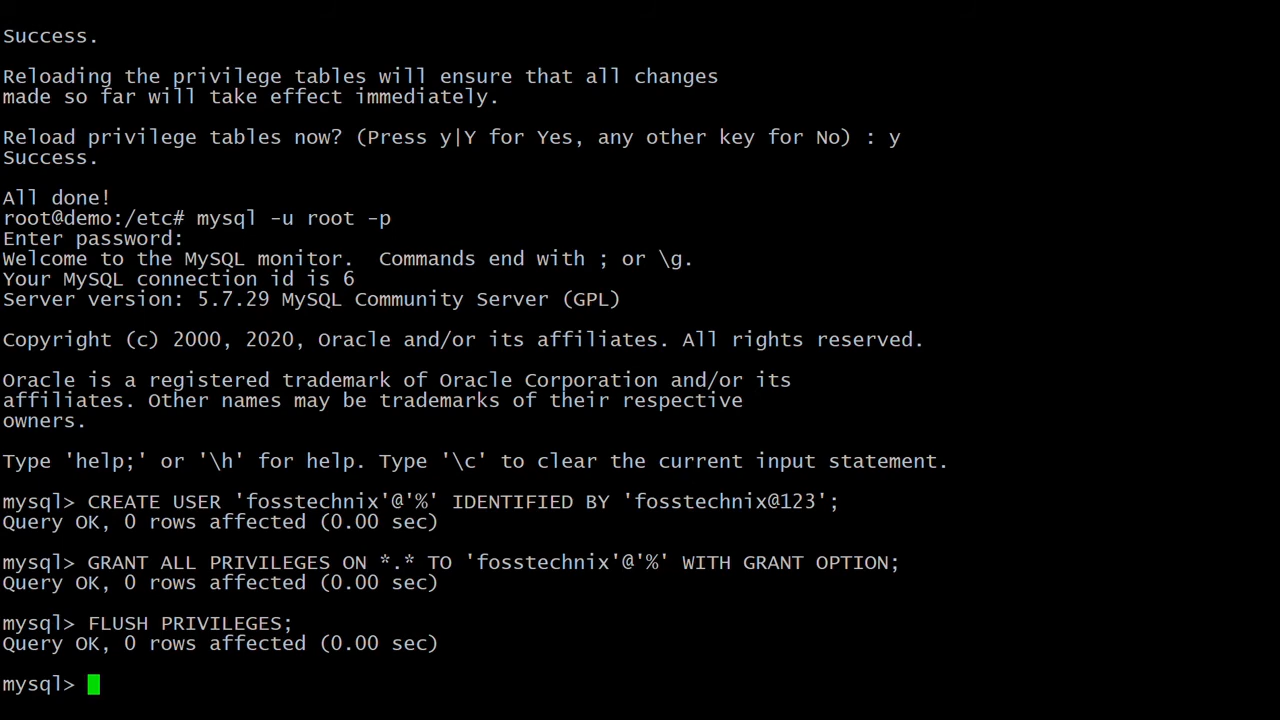 Success.
Reloading the privilege tables will ensure that all changes
made so far will take effect immediately.
Reload privilege tables now? (Press y|Y for Yes, any other key for No) : y
Success.
All done!
root@demo:/etc# mysql -u root -p
Enter password:
Welcome to the MySQL monitor.  Commands end with ; or \g.
Your MySQL connection id is 6
Server version: 5.7.29 MySQL Community Server (GPL)
Copyright (c) 2000, 2020, Oracle and/or its affiliates. All rights reserved.
Oracle is a registered trademark of Oracle Corporation and/or its
affiliates. Other names may be trademarks of their respective
owners.
Type 'help;' or '\h' for help. Type '\c' to clear the current input statement.
mysql> CREATE USER 'fosstechnix'@'%' IDENTIFIED BY 'fosstechnix@123';
Query OK, 0 rows affected (0.00 sec)
mysql> GRANT ALL PRIVILEGES ON *.* TO 'fosstechnix'@'%' WITH GRANT OPTION;
Query OK, 0 rows affected (0.00 sec)
mysql> FLUSH PRIVILEGES;
Query OK, 0 rows affected (0.00 sec)
mysql>